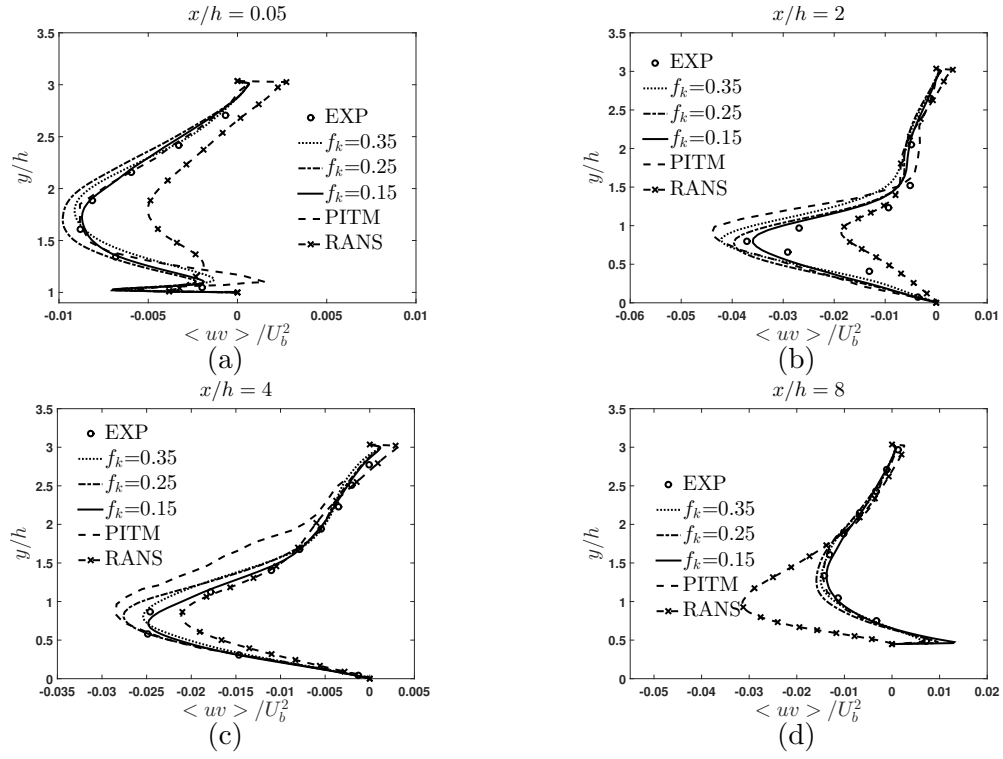 x/h = 0.05
3.5
3
2.5
2
1.5
1
y/h
EXP
f_k=0.35
f_k=0.25
f_k=0.15
PITM
RANS
-0.01 -0.005 0 0.005 0.01
< uv > /U_b^2
(a)
x/h = 2
3.5
3
2.5
2
1.5
1
0.5
0
y/h
EXP
f_k=0.35
f_k=0.25
f_k=0.15
PITM
RANS
-0.06 -0.05 -0.04 -0.03 -0.02 -0.01 0 0.01
< uv > /U_b^2
(b)
x/h = 4
3.5
3
2.5
2
1.5
1
0.5
0
y/h
EXP
f_k=0.35
f_k=0.25
f_k=0.15
PITM
RANS
-0.035 -0.03 -0.025 -0.02 -0.015 -0.01 -0.005 0 0.005
< uv > /U_b^2
(c)
x/h = 8
3.5
3
2.5
2
1.5
1
0.5
0
y/h
EXP
f_k=0.35
f_k=0.25
f_k=0.15
PITM
RANS
-0.05 -0.04 -0.03 -0.02 -0.01 0 0.01 0.02
< uv > /U_b^2
(d)